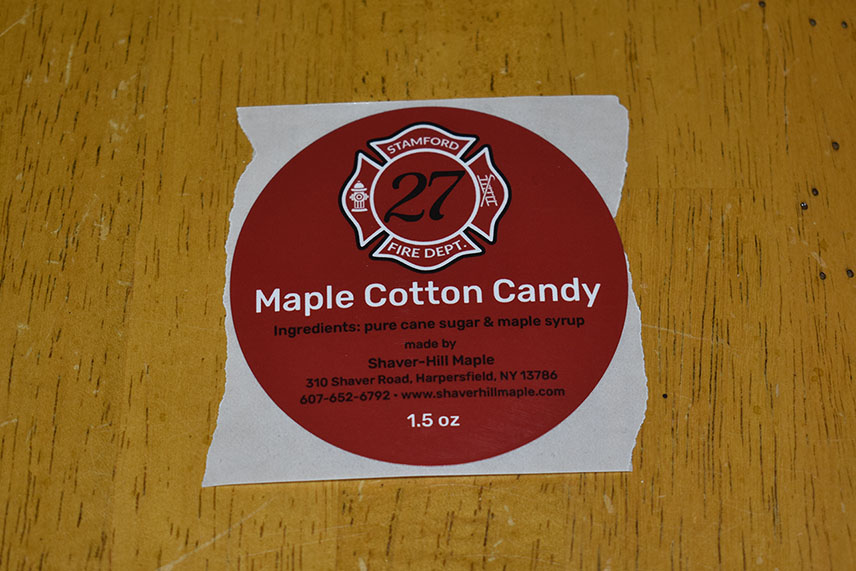 STAMFORD
27
FIRE DEPT.
Maple Cotton Candy
Ingredients: pure cane sugar & maple syrup
made by
Shaver-Hill Maple
310 Shaver Road, Harpersfield, NY 13786
607-652-6792 · www.shaverhillmaple.com
1.5 oz